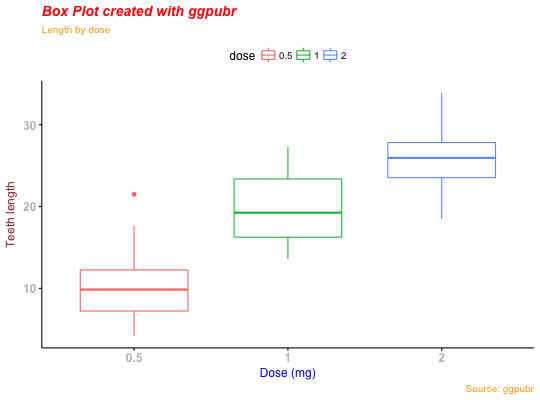 Box Plot created with ggpubr
Length by dose
dose 0.5 1 2
30
20
10
Teeth length
0.5 1 2
Dose (mg)
Source: ggpubr